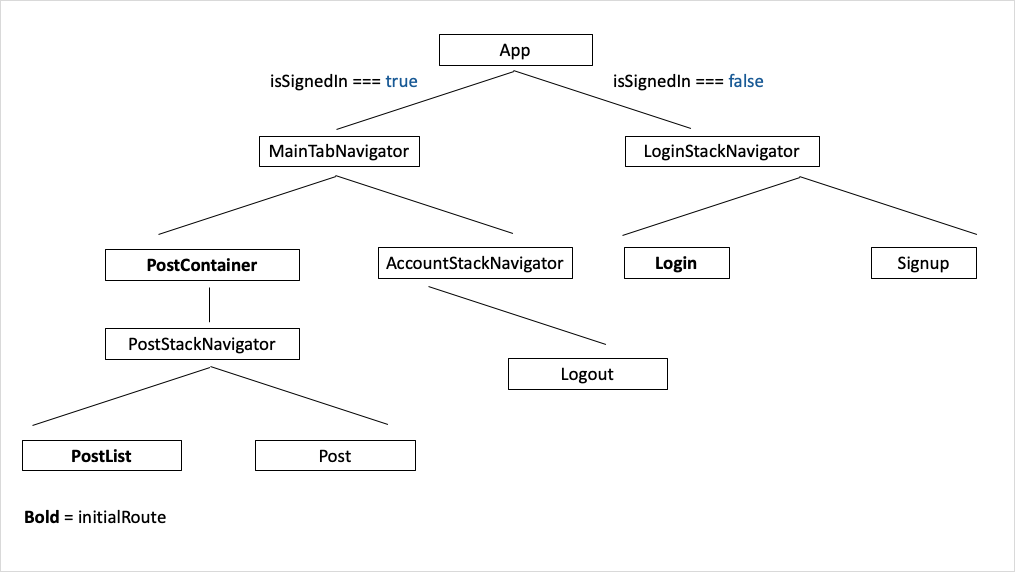 App
isSignedIn === true
isSignedIn === false
MainTabNavigator
LoginStackNavigator
PostContainer
AccountStackNavigator
Login
Signup
PostStackNavigator
Logout
PostList
Post
Bold = initialRoute